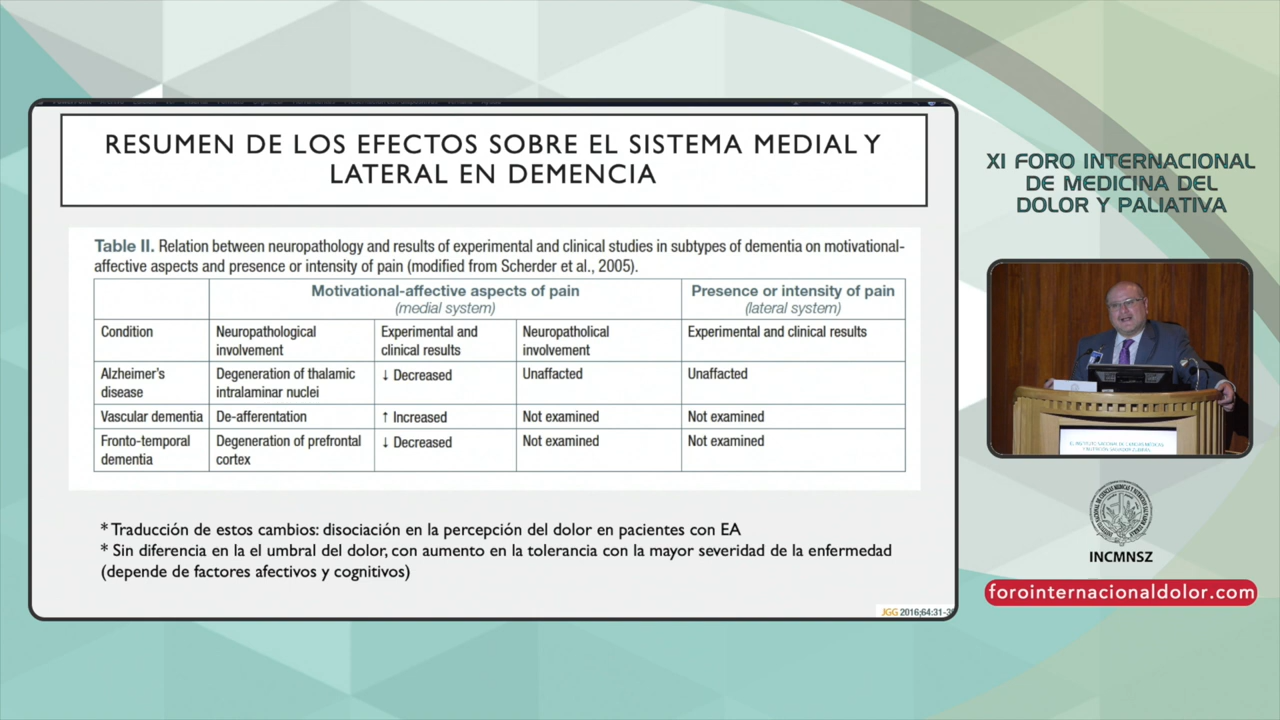 RESUMEN DE LOS EFECTOS SOBRE EL SISTEMA MEDIAL Y
LATERAL EN DEMENCIA
Table II. Relation between neuropathology and results of experimental and clinical studies in subtypes of dementia on motivational-
affective aspects and presence or intensity of pain (modified from Scherder et al., 2005).
Motivational-affective aspects of pain
(medial system)
Presence or intensity of pain
(lateral system)
Condition
Neuropathological
involvement
Experimental and
clinical results
Neuropatholical
involvement
Experimental and clinical results
Alzheimer's
disease
Degeneration of thalamic
intralaminar nuclei
↓ Decreased
Unaffacted
Unaffacted
Vascular dementia
De-afferentation
↑ Increased
Not examined
Not examined
Fronto-temporal
dementia
Degeneration of prefrontal
cortex
↓ Decreased
Not examined
Not examined
* Traducción de estos cambios: disociación en la percepción del dolor en pacientes con EA
* Sin diferencia en la el umbral del dolor, con aumento en la tolerancia con la mayor severidad de la enfermedad
(depende de factores afectivos y cognitivos)
JGG 2016;64:31-3
XI FORO INTERNACIONAL
DE MEDICINA DEL
DOLOR Y PALIATIVA
INCMNSZ
forointernacionaldolor.com